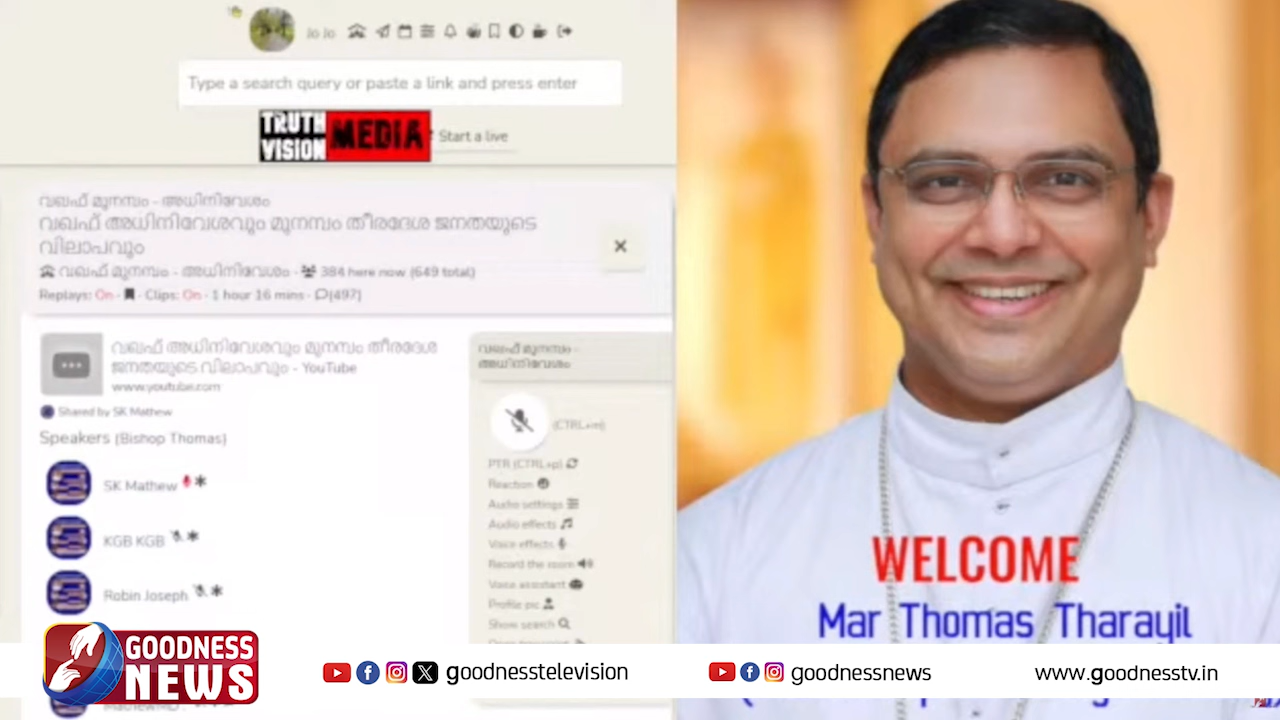 Jo Jo
Type a search query or paste a link and press enter
TRUTH VISION MEDIA
Start a live
വഖഫ് മുനമ്പം - അധിനിവേശം
വഖഫ് അധിനിവേശവും മുനമ്പം തീരദേശ ജനതയുടെ
വിലാപവും
വഖഫ് മുനമ്പം - അധിനിവേശം · 384 here now (649 total)
Replays: On · Clips: On · 1 hour 16 mins · (497)
വഖഫ് അധിനിവേശവും മുനമ്പം തീരദേശ
ജനതയുടെ വിലാപവും - YouTube
www.youtube.com
Shared by SK Mathew
Speakers (Bishop Thomas)
SK Mathew
KGB KGB
Robin Joseph
വഖഫ് മുനമ്പം -
അധിനിവേശം
(CTRL+m)
PTR (CTRL+p)
Reaction
Audio settings
Audio effects
Voice effects
Record the room
Voice assistant
Profile pic
Show search
WELCOME
Mar Thomas Tharayil
GOODNESS
NEWS
goodnesstelevision
goodnessnews
www.goodnesstv.in